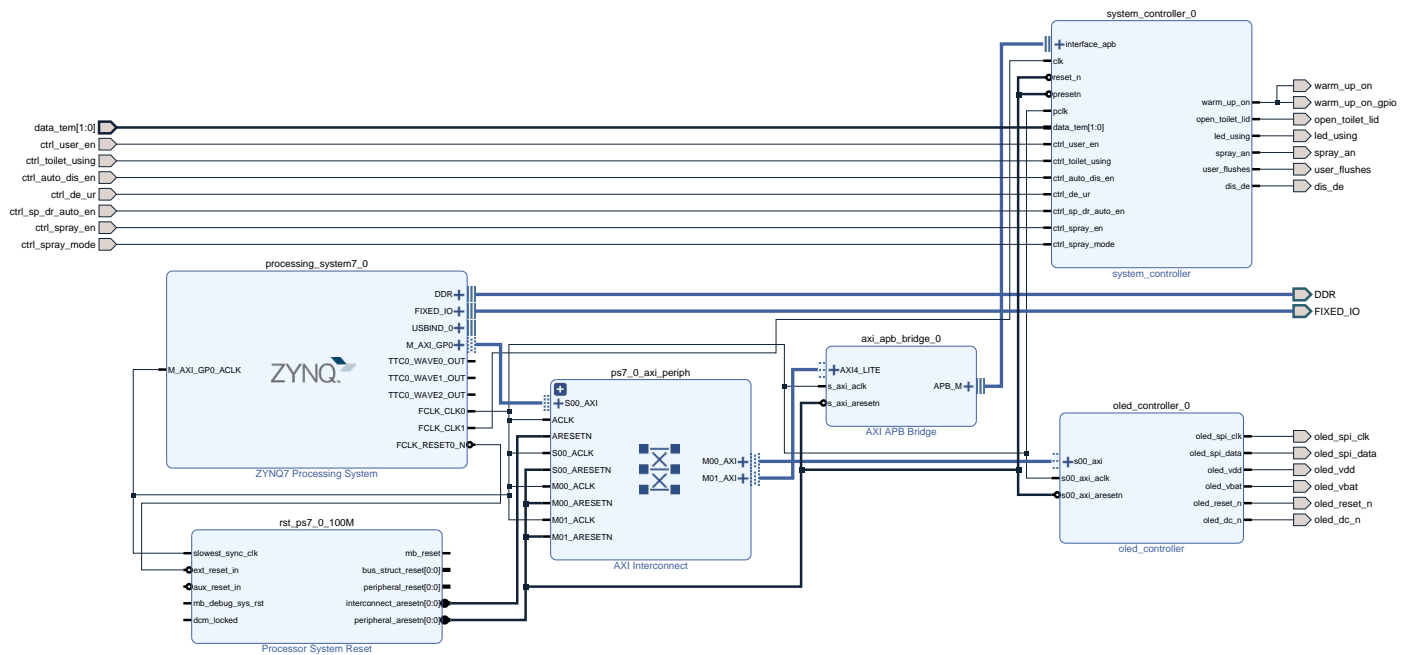 system_controller_0
interface_apb
clk
reset_n
presetn
pclk
data_tem[1:0]
ctrl_user_en
ctrl_toilet_using
ctrl_auto_dis_en
ctrl_de_ur
ctrl_sp_dr_auto_en
ctrl_spray_en
ctrl_spray_mode
warm_up_on
open_toilet_lid
led_using
spray_an
user_flushes
dis_de
system_controller
warm_up_on
warm_up_on_gpio
open_toilet_lid
led_using
spray_an
user_flushes
dis_de
data_tem[1:0]
ctrl_user_en
ctrl_toilet_using
ctrl_auto_dis_en
ctrl_de_ur
ctrl_sp_dr_auto_en
ctrl_spray_en
ctrl_spray_mode
processing_system7_0
M_AXI_GP0_ACLK
ZYNQ
DDR
FIXED_IO
USBIND_0
M_AXI_GP0
TTC0_WAVE0_OUT
TTC0_WAVE1_OUT
TTC0_WAVE2_OUT
FCLK_CLK0
FCLK_CLK1
FCLK_RESET0_N
ZYNQ7 Processing System
DDR
FIXED_IO
axi_apb_bridge_0
AXI4_LITE
s_axi_aclk
s_axi_aresetn
APB_M
AXI APB Bridge
ps7_0_axi_periph
S00_AXI
ACLK
ARESETN
S00_ACLK
S00_ARESETN
M00_ACLK
M00_ARESETN
M01_ACLK
M01_ARESETN
M00_AXI
M01_AXI
AXI Interconnect
oled_controller_0
s00_axi
s00_axi_aclk
s00_axi_aresetn
oled_spi_clk
oled_spi_data
oled_vdd
oled_vbat
oled_reset_n
oled_dc_n
oled_controller
oled_spi_clk
oled_spi_data
oled_vdd
oled_vbat
oled_reset_n
oled_dc_n
rst_ps7_0_100M
slowest_sync_clk
ext_reset_in
aux_reset_in
mb_debug_sys_rst
dcm_locked
mb_reset
bus_struct_reset[0:0]
peripheral_reset[0:0]
interconnect_aresetn[0:0]
peripheral_aresetn[0:0]
Processor System Reset